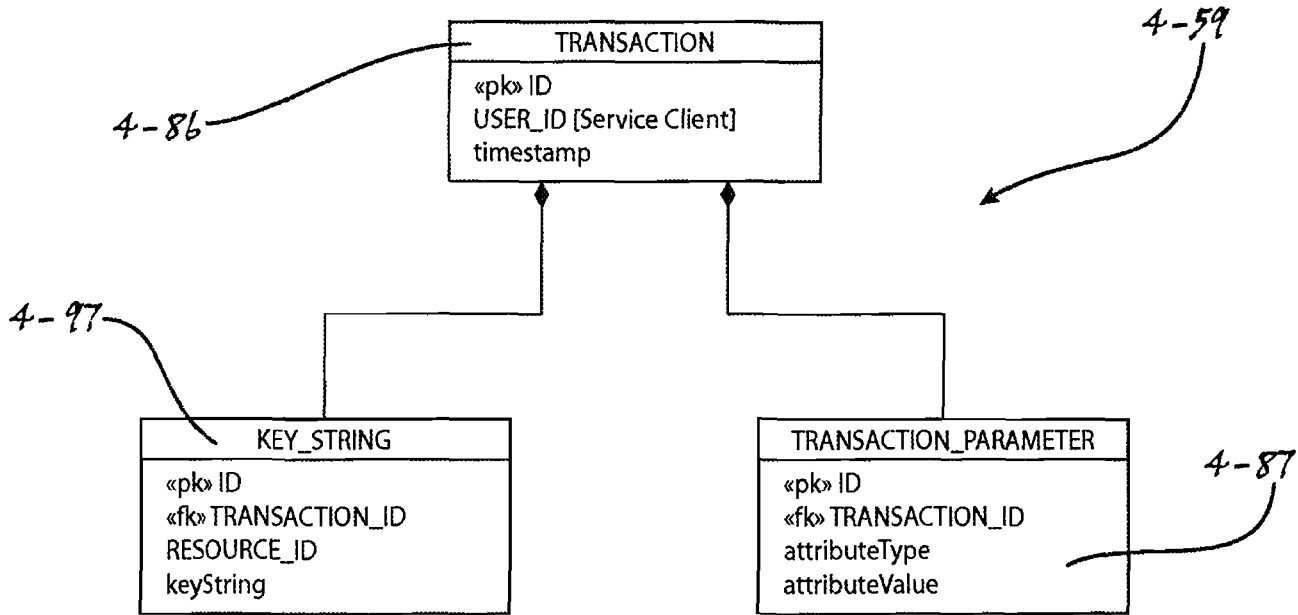 4-59
TRANSACTION
«pk» ID
USER_ID [Service Client]
timestamp
4-86
4-97
KEY_STRING
«pk» ID
«fk» TRANSACTION_ID
RESOURCE_ID
keyString
TRANSACTION_PARAMETER
«pk» ID
«fk» TRANSACTION_ID
attributeType
attributeValue
4-87